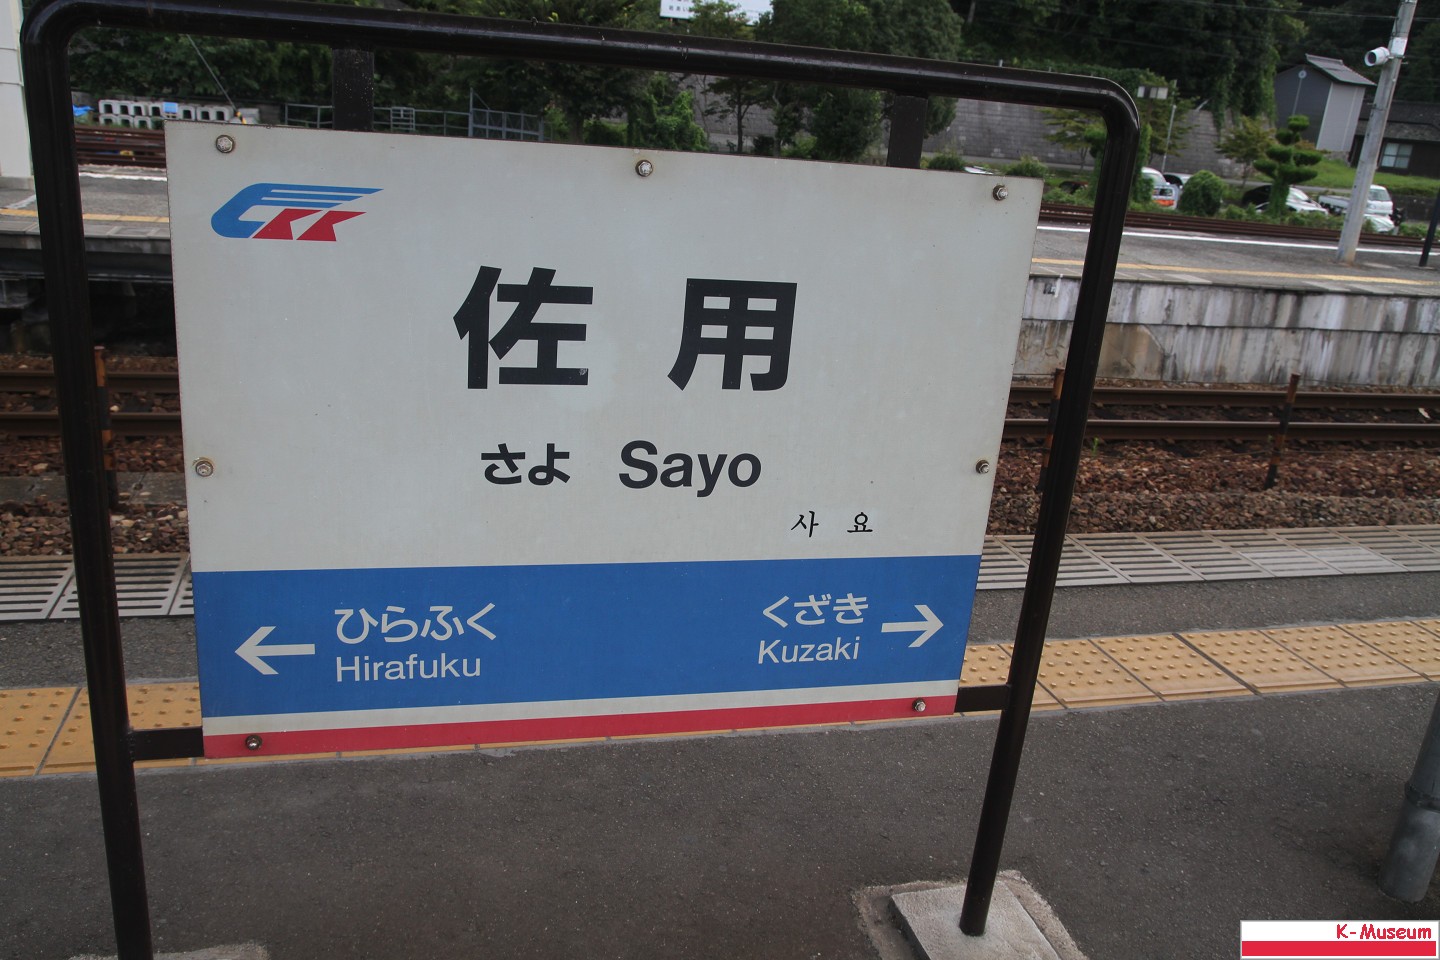 佐用
さよ Sayo
사 요
ひらふく
Hirafuku
くざき
Kuzaki
K-Museum